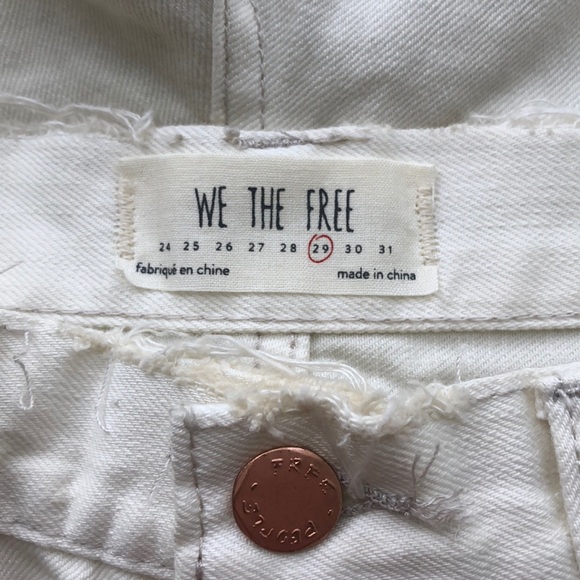 WE THE FREE
24 25 26 27 28 29 30 31
fabriqué en chine made in china
FREE PEOPLE